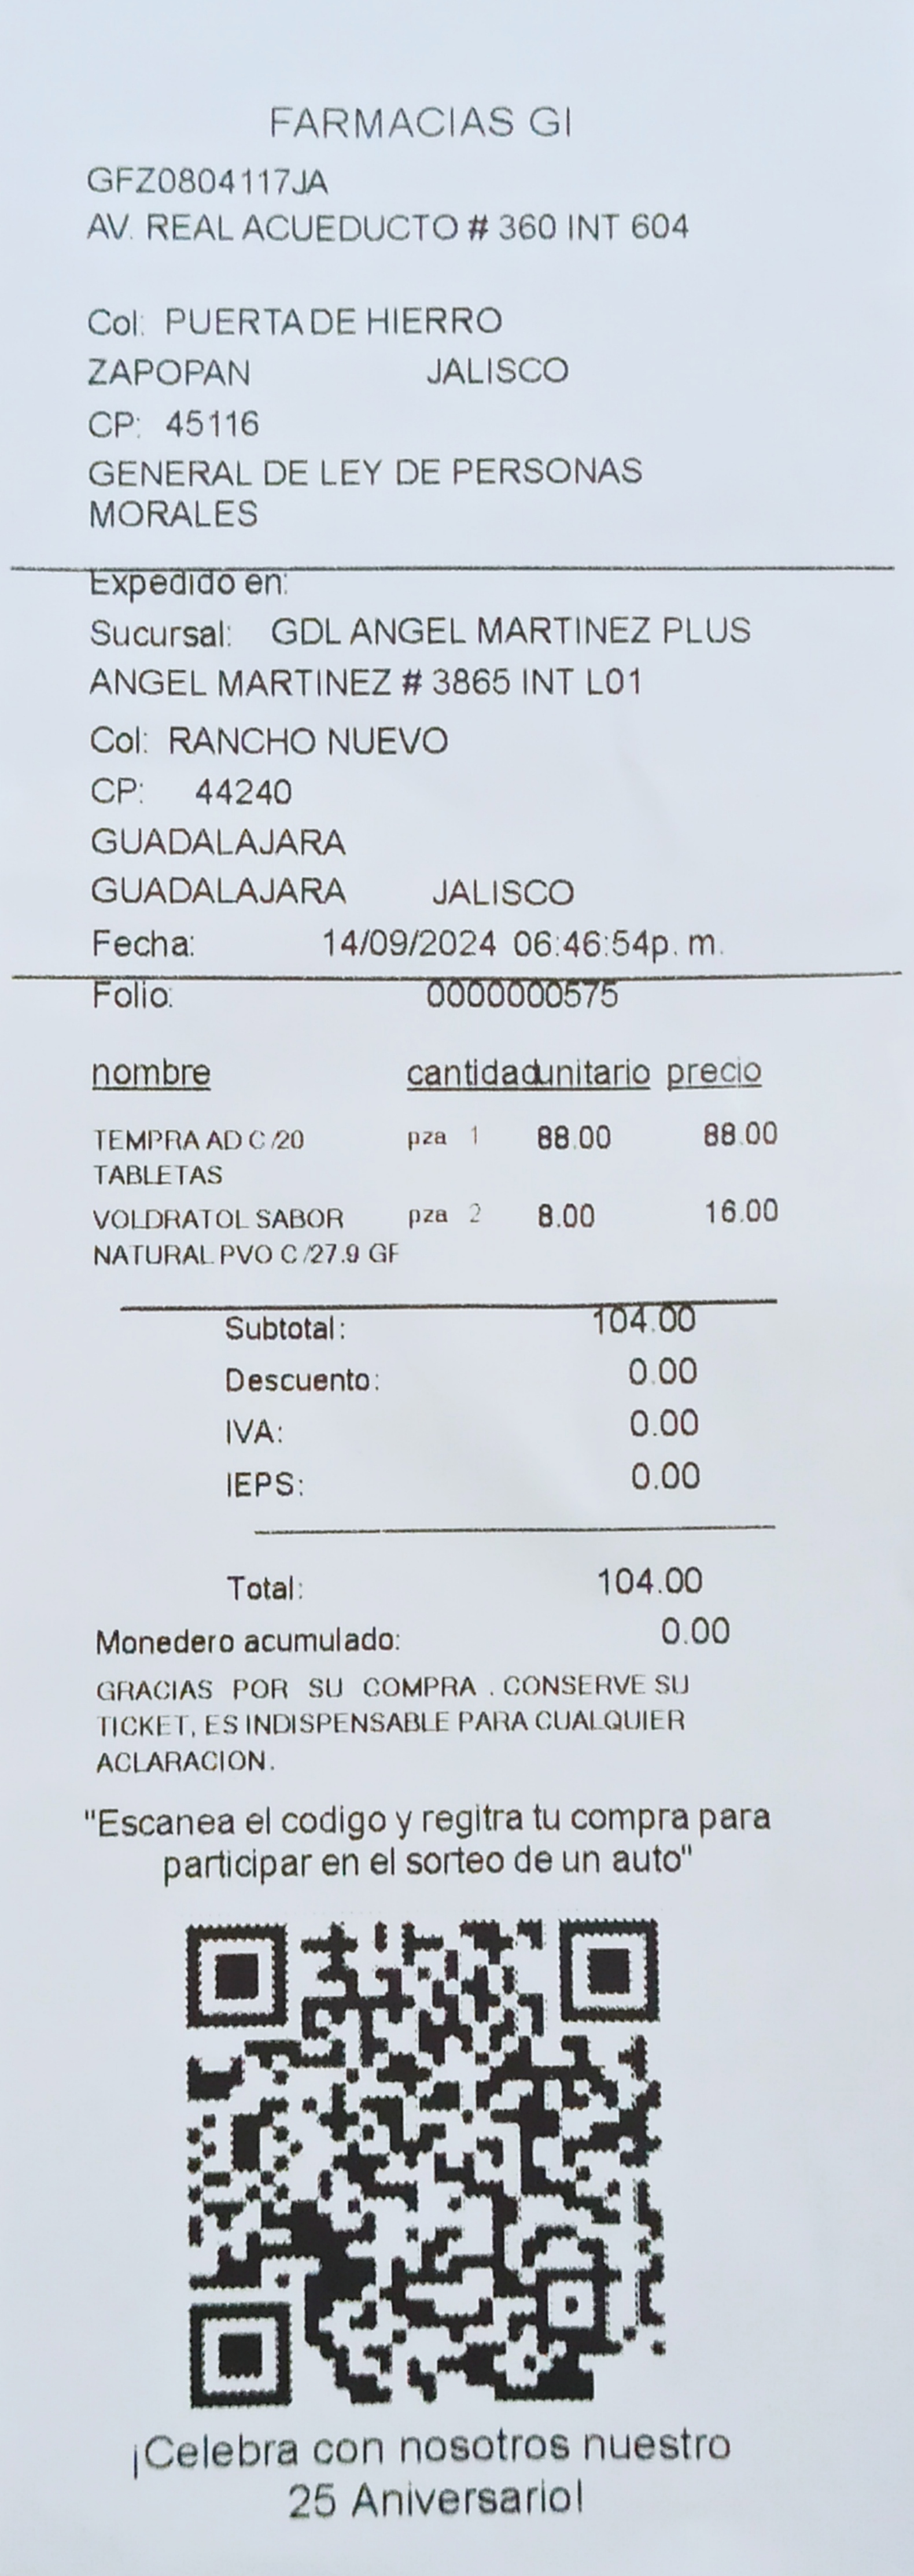 FARMACIAS GI
GFZ0804117JA
AV. REAL ACUEDUCTO # 360 INT 604
Col: PUERTA DE HIERRO
ZAPOPAN JALISCO
CP: 45116
GENERAL DE LEY DE PERSONAS
MORALES
Expedido en:
Sucursal: GDL ANGEL MARTINEZ PLUS
ANGEL MARTINEZ # 3865 INT L01
Col: RANCHO NUEVO
CP: 44240
GUADALAJARA
GUADALAJARA JALISCO
Fecha: 14/09/2024 06:46:54p. m.
Folio: 0000000575
nombre cantidad unitario precio
TEMPRA AD C/20 pza 1 88.00 88.00
TABLETAS
VOLDRATOL SABOR pza 2 8.00 16.00
NATURAL PVO C/27.9 GF
Subtotal: 104.00
Descuento: 0.00
IVA: 0.00
IEPS: 0.00
Total: 104.00
Monedero acumulado: 0.00
GRACIAS POR SU COMPRA . CONSERVE SU
TICKET, ES INDISPENSABLE PARA CUALQUIER
ACLARACION.
"Escanea el codigo y regitra tu compra para
participar en el sorteo de un auto"
¡Celebra con nosotros nuestro
25 Aniversario!